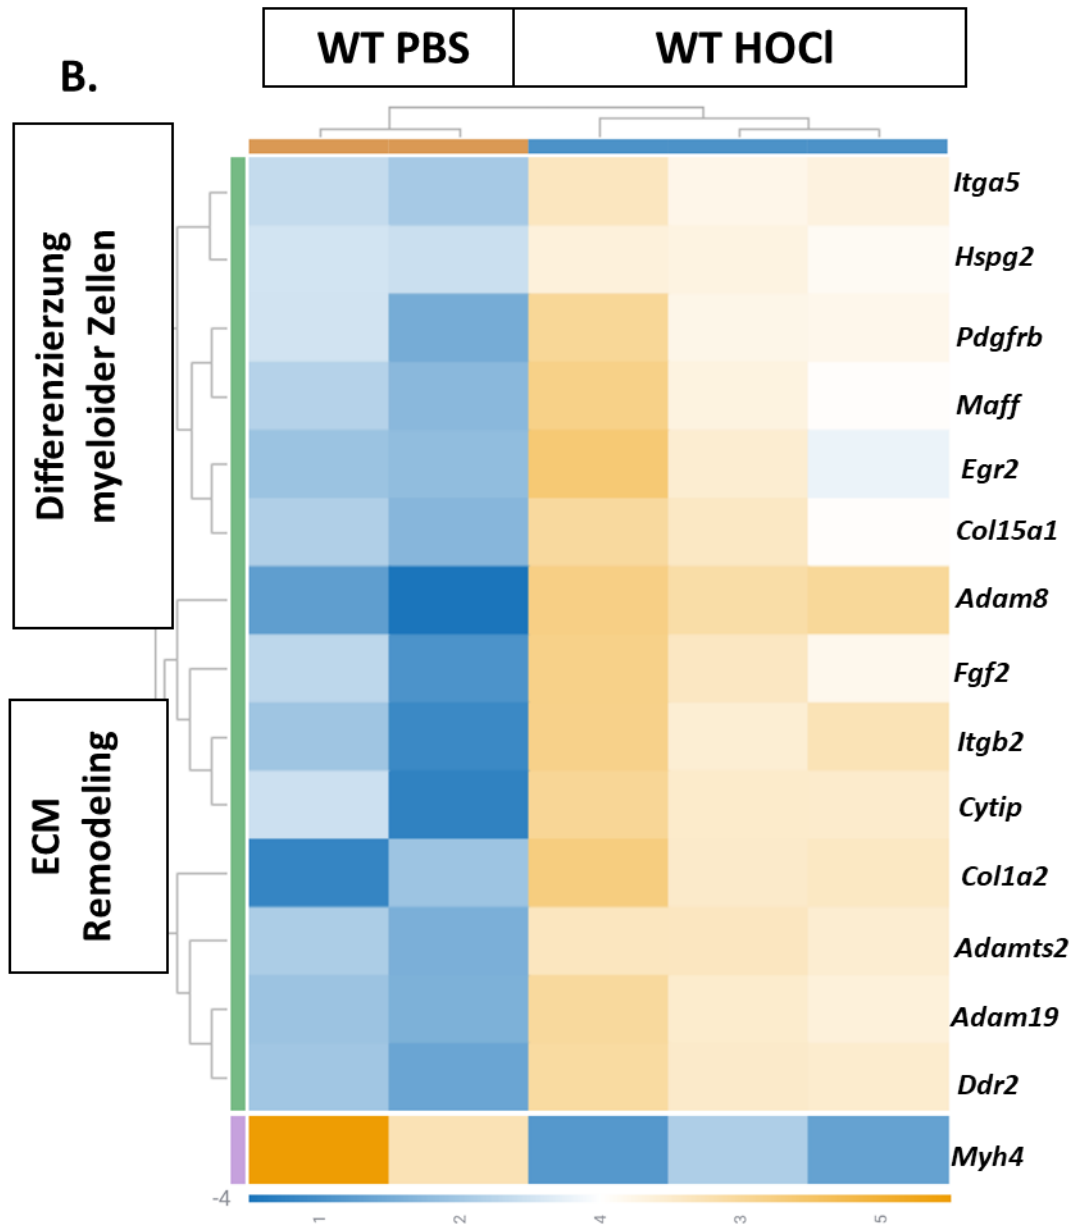 B.
WT PBS
WT HOCl
Differenzierzung
myeloider Zellen
ECM
Remodeling
Itga5
Hspg2
Pdgfrb
Maff
Egr2
Col15a1
Adam8
Fgf2
Itgb2
Cytip
Col1a2
Adamts2
Adam19
Ddr2
Myh4
-4
1
2
4
3
5